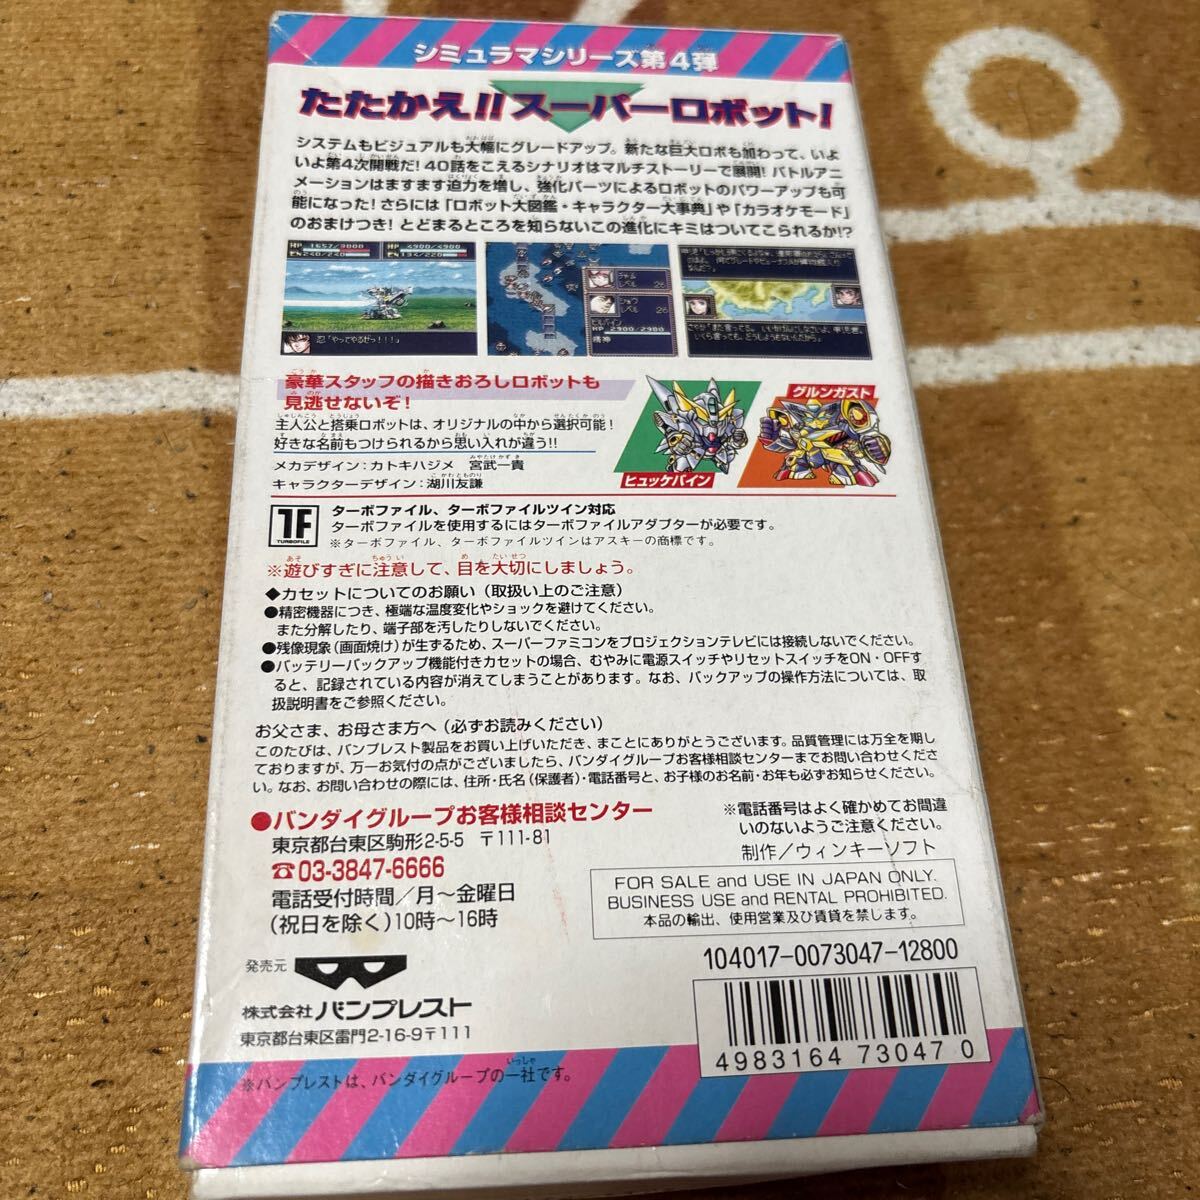 シミュラマシリーズ第4弾
たたかえ!!スーパーロボット!
システムもビジュアルも大幅にグレードアップ。新たな巨大ロボも加わって、いよ
いよ第4次開戦だ!40話をこえるシナリオはマルチストーリーで展開!バトルアニ
メーションはますます迫力を増し、強化パーツによるロボットのパワーアップも可
能になった!さらには「ロボット大図鑑・キャラクター大事典」や「カラオケモード」
のおまけつき!とどまるところを知らないこの進化にキミはついてこられるか!?
HP 1657/3000 HP 4900/4900
EN 240/240 EN 134/220
忍「やってやるぜっ!!!」
チャム
レベル 26
ショウ
レベル 26
ビルバイン
HP 2900/2900
精神
豪華スタッフの描きおろしロボットも
見逃せないぞ!
主人公と搭乗ロボットは、オリジナルの中から選択可能!
好きな名前もつけられるから思い入れが違う!!
メカデザイン:カトキハジメ 宮武一貴
キャラクターデザイン:湖川友謙
ヒュッケバイン
グルンガスト
TF
TURBOFILE
ターボファイル、ターボファイルツイン対応
ターボファイルを使用するにはターボファイルアダプターが必要です。
※ターボファイル、ターボファイルツインはアスキーの商標です。
※遊びすぎに注意して、目を大切にしましょう。
◆カセットについてのお願い(取扱い上のご注意)
●精密機器につき、極端な温度変化やショックを避けてください。
また分解したり、端子部を汚したりしないでください。
●残像現象(画面焼け)が生ずるため、スーパーファミコンをプロジェクションテレビには接続しないでください。
●バッテリーバックアップ機能付きカセットの場合、むやみに電源スイッチやリセットスイッチをON・OFFす
ると、記録されている内容が消えてしまうことがあります。なお、バックアップの操作方法については、取
扱説明書をご参照ください。
お父さま、お母さま方へ(必ずお読みください)
このたびは、バンプレスト製品をお買い上げいただき、まことにありがとうございます。品質管理には万全を期し
ておりますが、万一お気付の点がございましたら、バンダイグループお客様相談センターまでお問い合わせくださ
い。なお、お問い合わせの際には、住所・氏名(保護者)・電話番号と、お子様のお名前・お年も必ずお知らせください。
●バンダイグループお客様相談センター
東京都台東区駒形2-5-5 〒111-81
☎03-3847-6666
電話受付時間/月〜金曜日
(祝日を除く)10時〜16時
※電話番号はよく確かめてお間違
いのないようご注意ください。
制作/ウィンキーソフト
FOR SALE and USE IN JAPAN ONLY.
BUSINESS USE and RENTAL PROHIBITED.
本品の輸出、使用営業及び賃貸を禁じます。
104017-0073047-12800
4983164 73047 0
発売元
株式会社バンプレスト
東京都台東区雷門2-16-9〒111
※バンプレストは、バンダイグループの一社です。